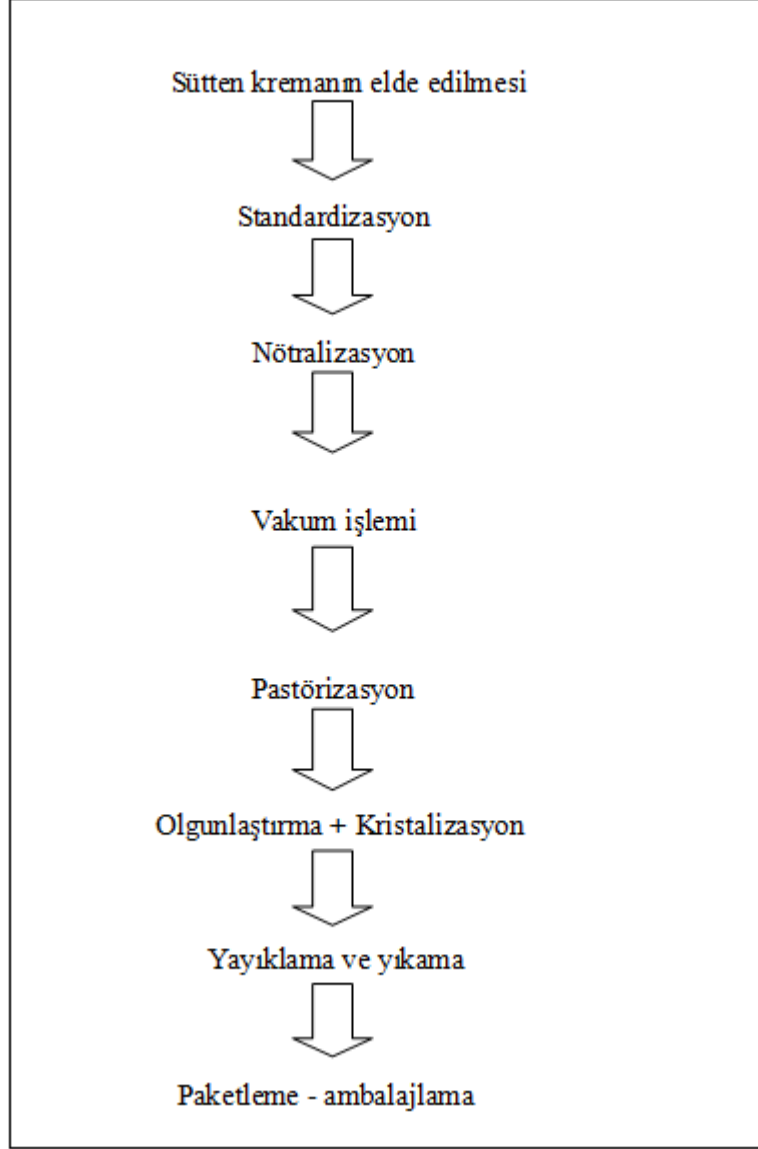 Sütten kremanın elde edilmesi
Standardizasyon
Nötralizasyon
Vakum işlemi
Pastörizasyon
Olgunlaştırma + Kristalizasyon
Yayıklama ve yıkama
Paketleme - ambalajlama